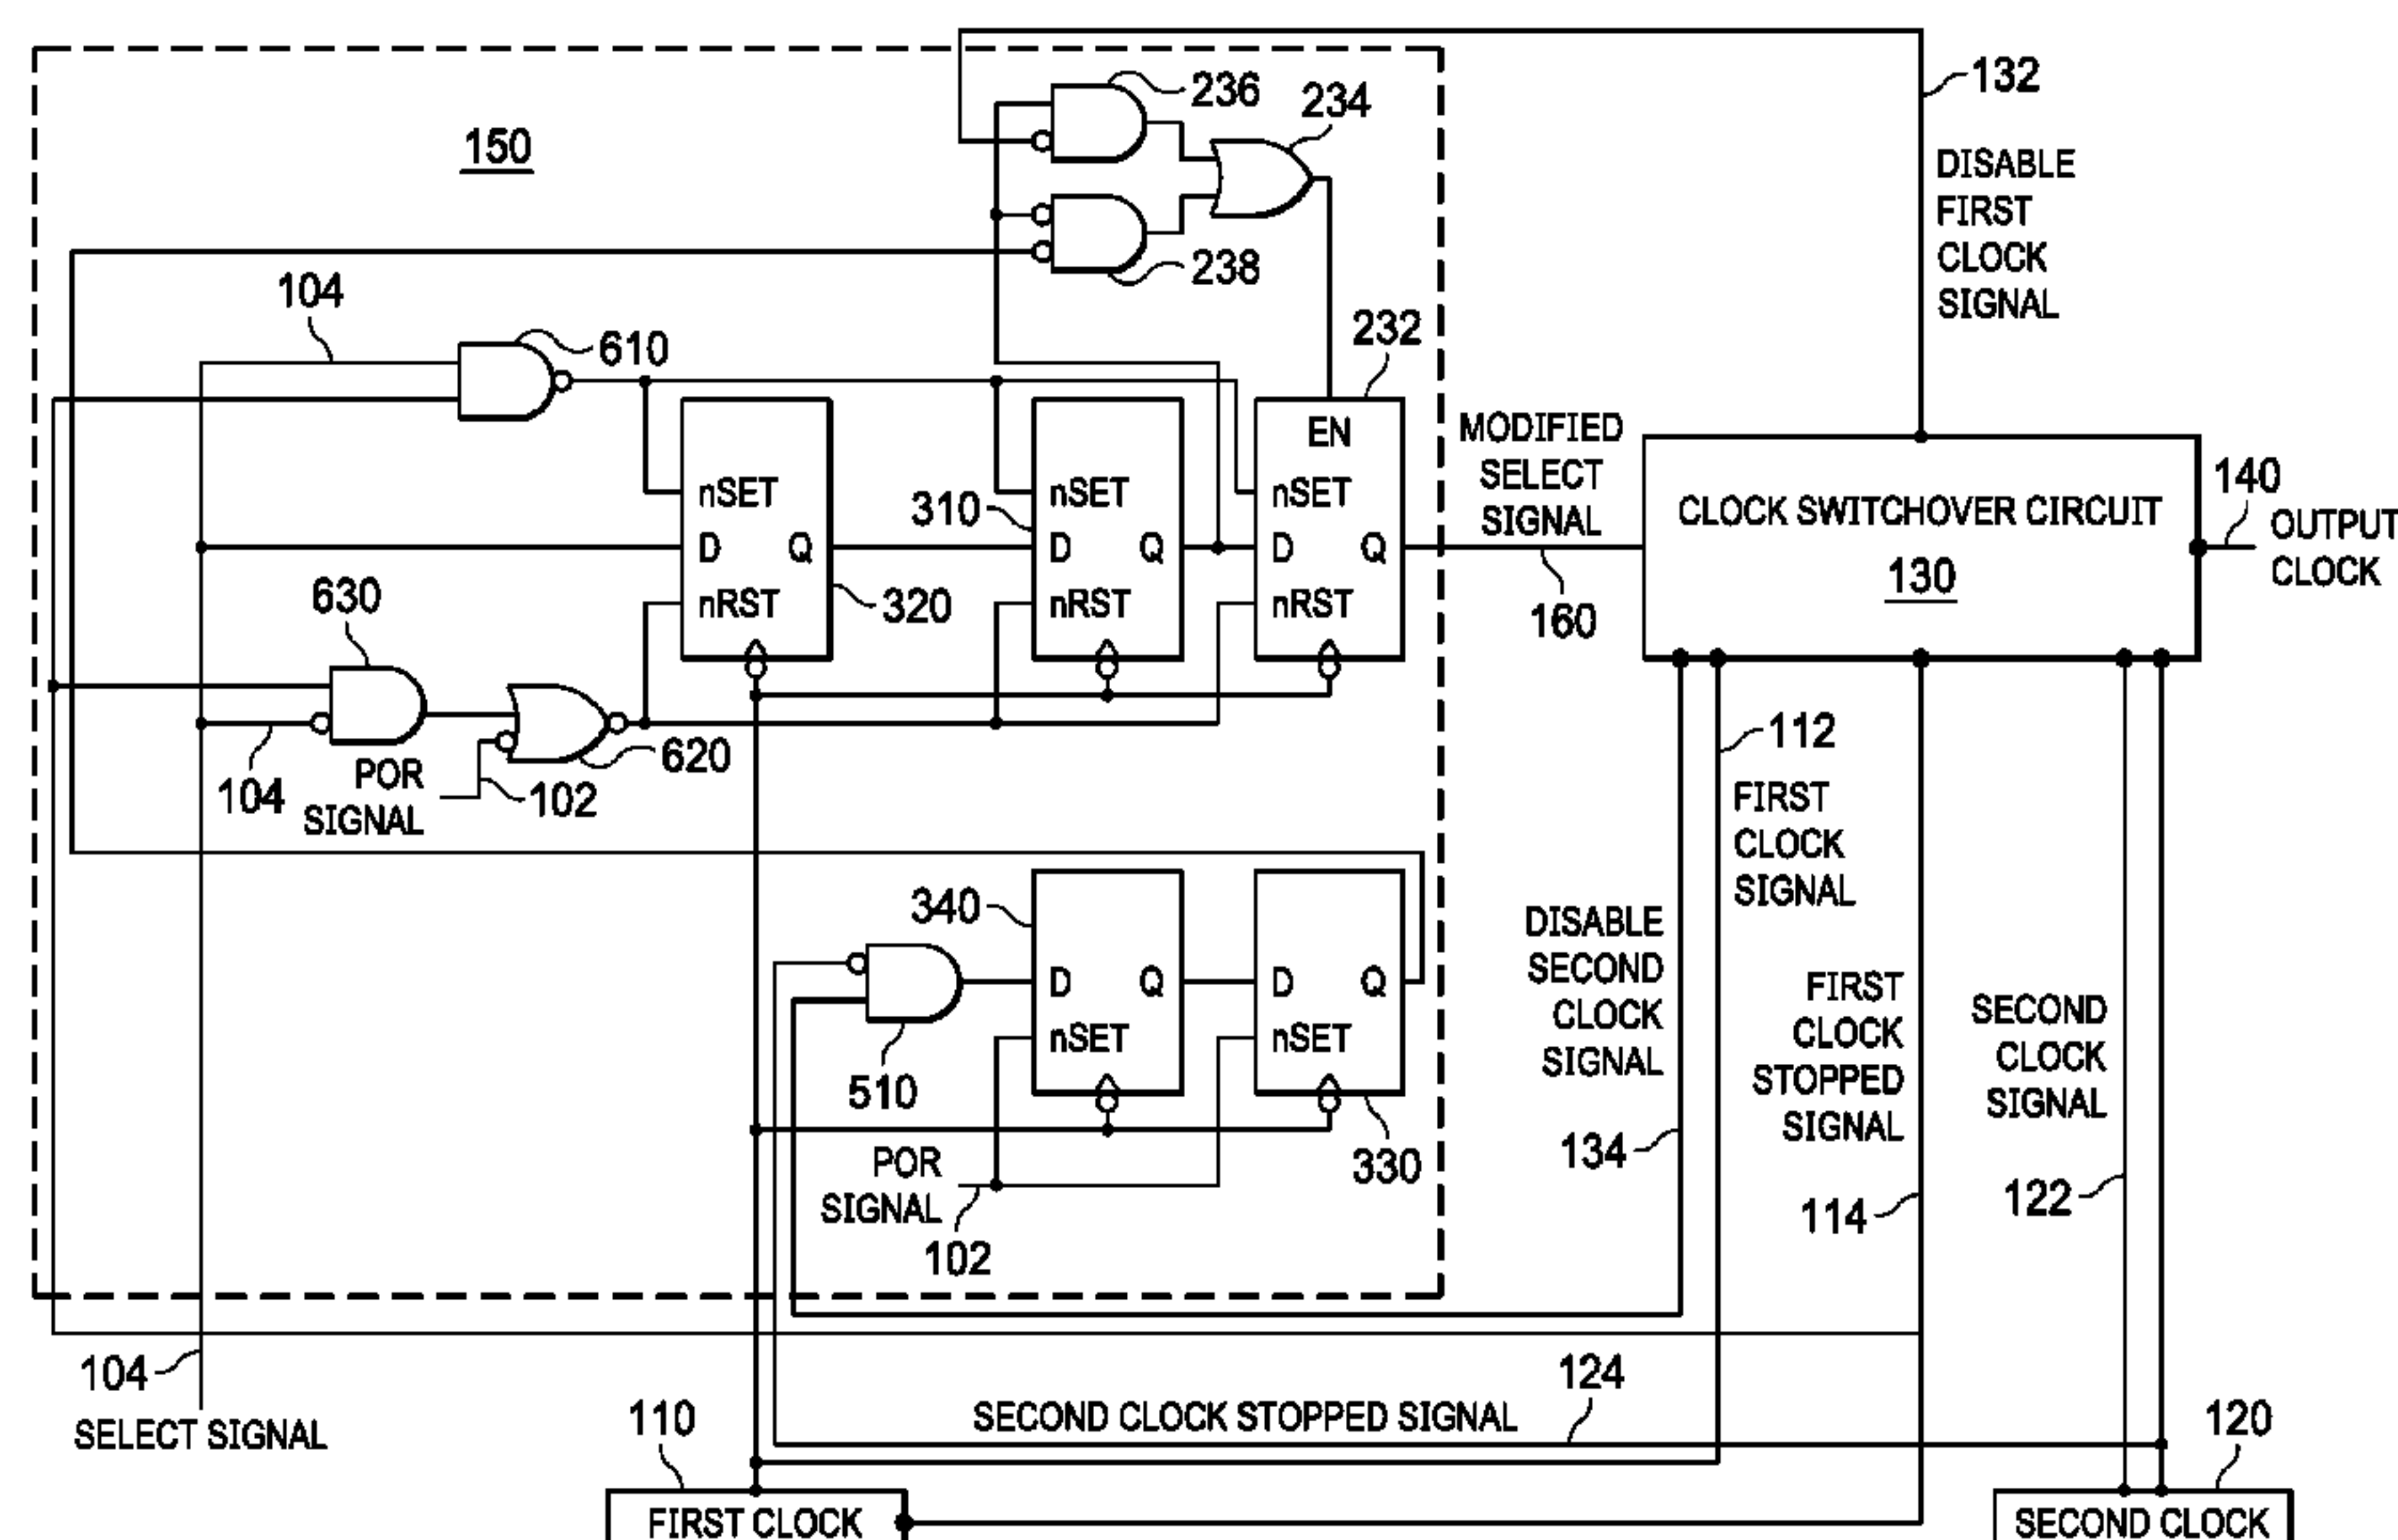 132
236
234
150
DISABLE
FIRST
CLOCK
SIGNAL
238
104
610
232
EN
MODIFIED
SELECT
SIGNAL
nSET
D Q
nRST
320
310
nSET
D Q
nRST
nSET
D Q
nRST
160
CLOCK SWITCHOVER CIRCUIT
130
140
OUTPUT
CLOCK
630
104
POR
SIGNAL
102
620
112
FIRST
CLOCK
SIGNAL
340
D Q
nSET
D Q
nSET
510
330
POR
SIGNAL
102
DISABLE
SECOND
CLOCK
SIGNAL
134
FIRST
CLOCK
STOPPED
SIGNAL
114
SECOND
CLOCK
SIGNAL
122
104
SELECT SIGNAL
SECOND CLOCK STOPPED SIGNAL
124
110
FIRST CLOCK
120
SECOND CLOCK